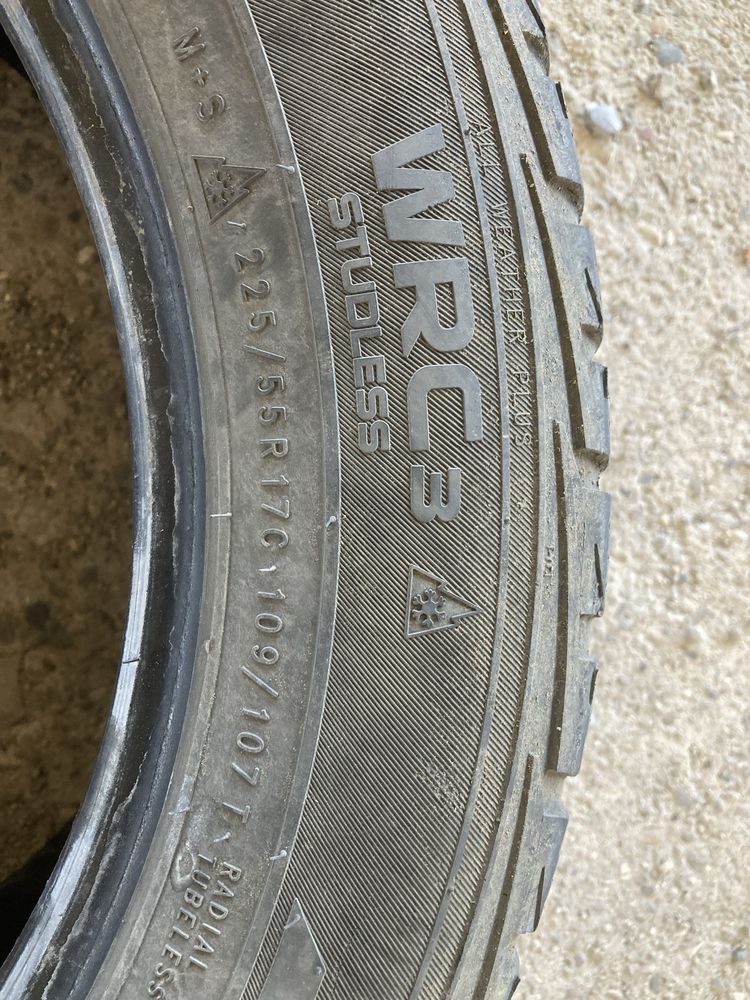 ALL WEATHER PLUS
WRC3
STUDLESS
M+S 225/55R17C 109/107T RADIAL
TUBELESS